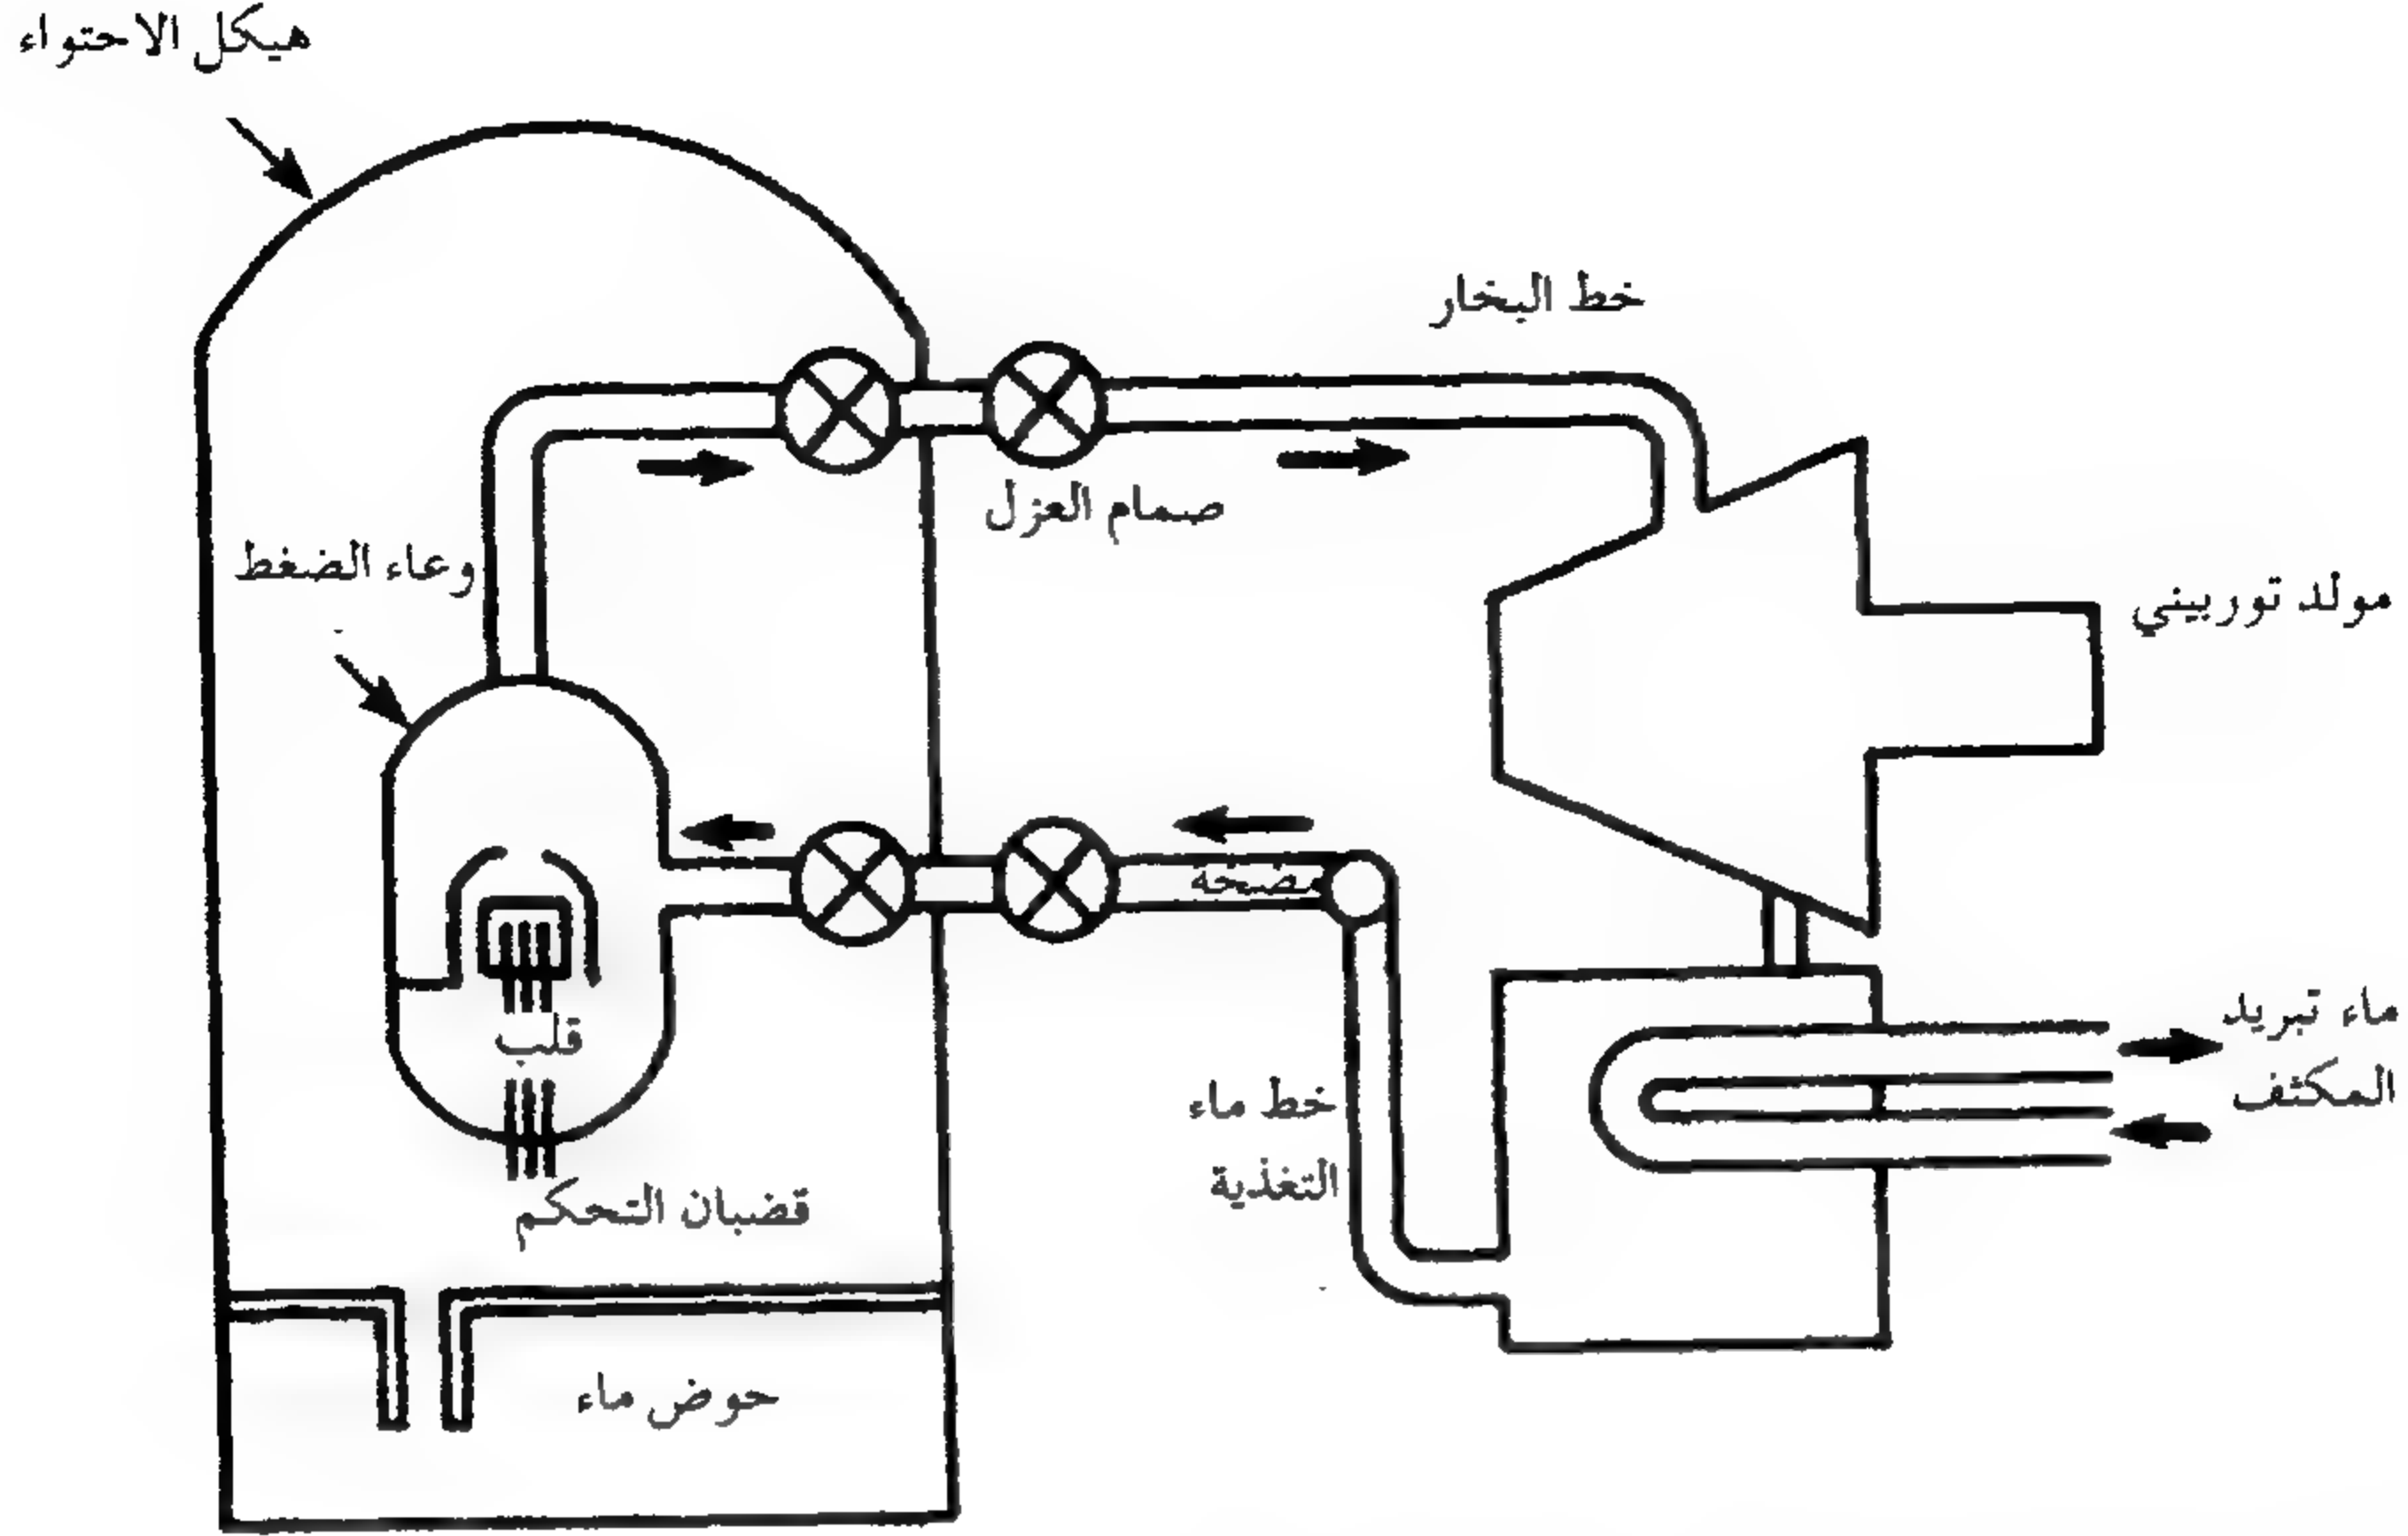 هيكل الاحتواء
خط البخار
صمام العزل
وعاء الضغط
مولد توربيني
مضخة
قلب
ماء تبريد
المكثف
خط ماء
التغذية
قضبان التحكم
حوض ماء